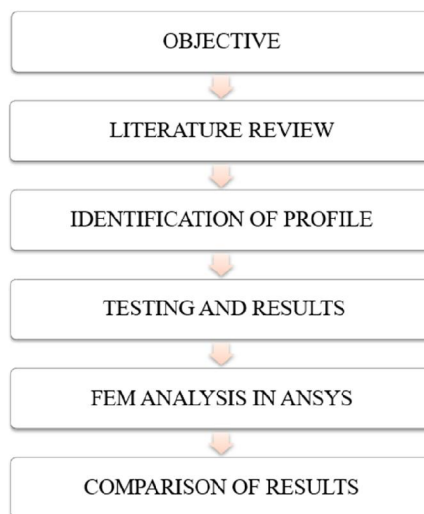 OBJECTIVE
LITERATURE REVIEW
IDENTIFICATION OF PROFILE
TESTING AND RESULTS
FEM ANALYSIS IN ANSYS
COMPARISON OF RESULTS